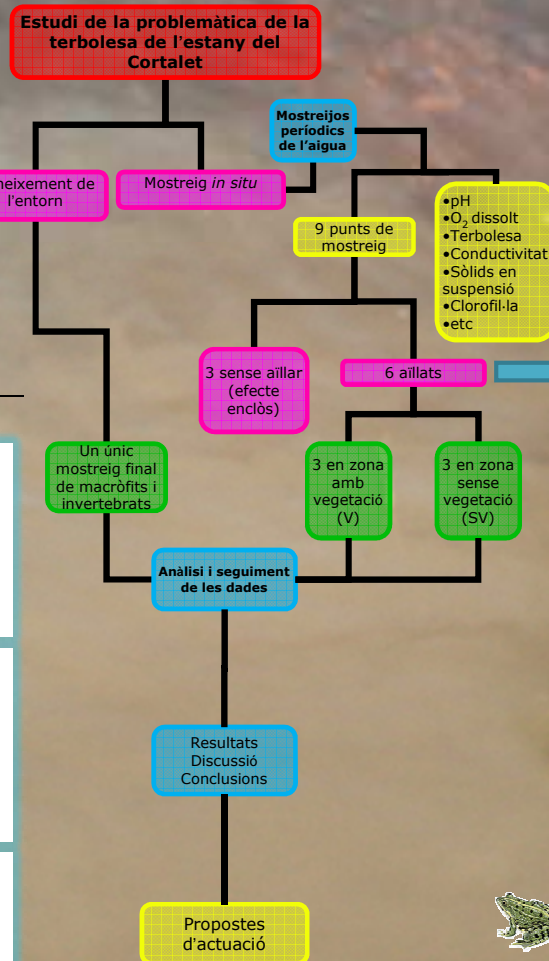 Estudi de la problemàtica de la
terbolesa de l'estany del
Cortalet
Mostreijos
períodics
de l'aigua
neixement de
l'entorn
Mostreig in situ
9 punts de
mostreig
•pH
•O2 dissolt
•Terbolesa
•Conductivitat
•Sòlids en
suspensió
•Clorofil·la
•etc
3 sense aïllar
(efecte
enclòs)
6 aïllats
Un únic
mostreig final
de macròfits i
invertebrats
3 en zona
amb
vegetació
(V)
3 en zona
sense
vegetació
(SV)
Anàlisi i seguiment
de les dades
Resultats
Discussió
Conclusions
Propostes
d'actuació